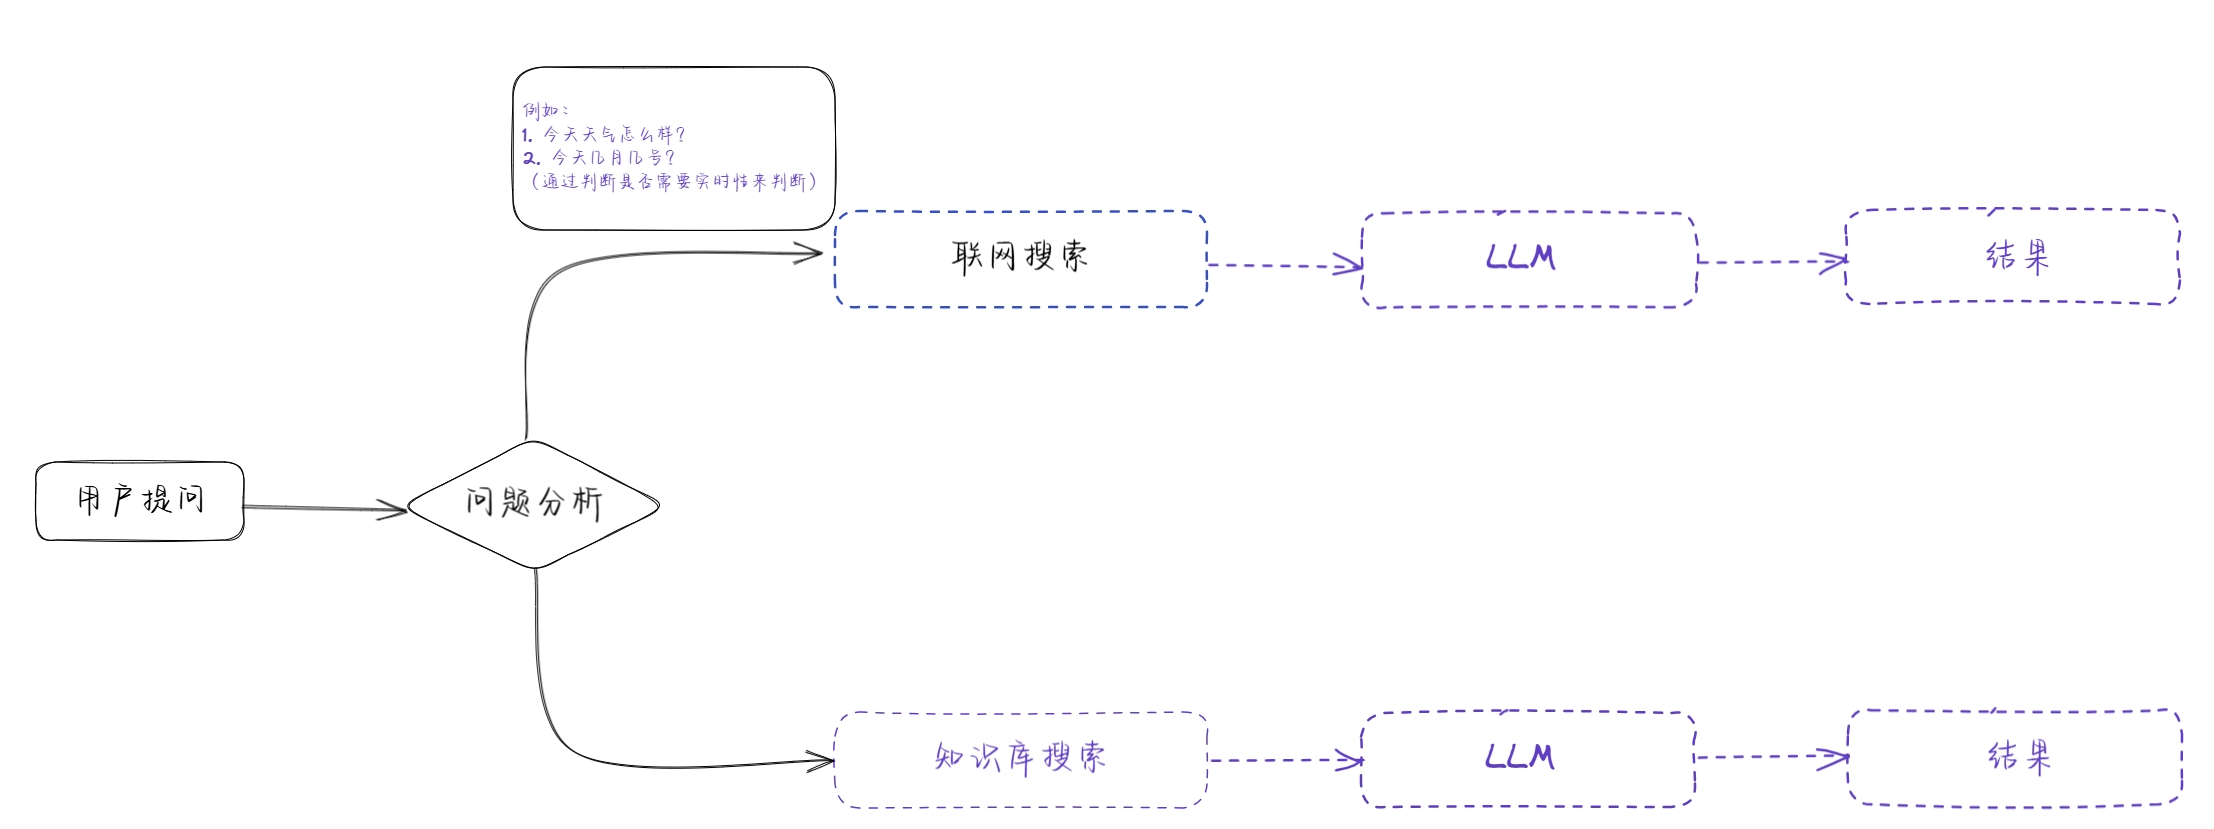 例如：
1. 今天天气怎么样？
2. 今天几月几号？
（通过判断是否需要实时性来判断）
联网搜索
LLM
结果
用户提问
问题分析
知识库搜索
LLM
结果